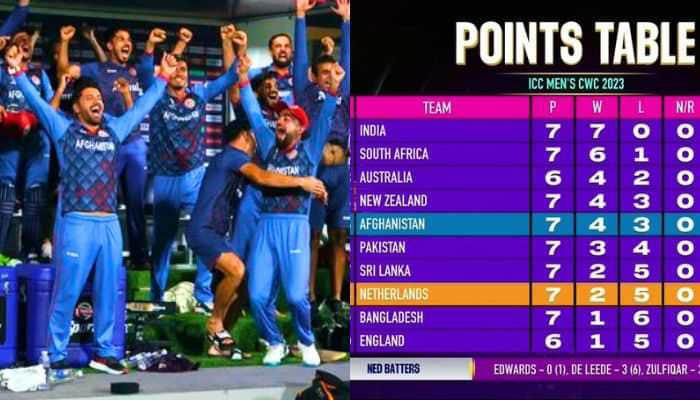 AFGHANISTAN
POINTS TABLE
ICC MEN'S CWC 2023
TEAM P W L N/R
INDIA 7 7 0 0
SOUTH AFRICA 7 6 1 0
AUSTRALIA 6 4 2 0
NEW ZEALAND 7 4 3 0
AFGHANISTAN 7 4 3 0
PAKISTAN 7 3 4 0
SRI LANKA 7 2 5 0
NETHERLANDS 7 2 5 0
BANGLADESH 7 1 6 0
ENGLAND 6 1 5 0
NED BATTERS EDWARDS – 0 (1), DE LEEDE – 3 (6), ZULFIQAR –